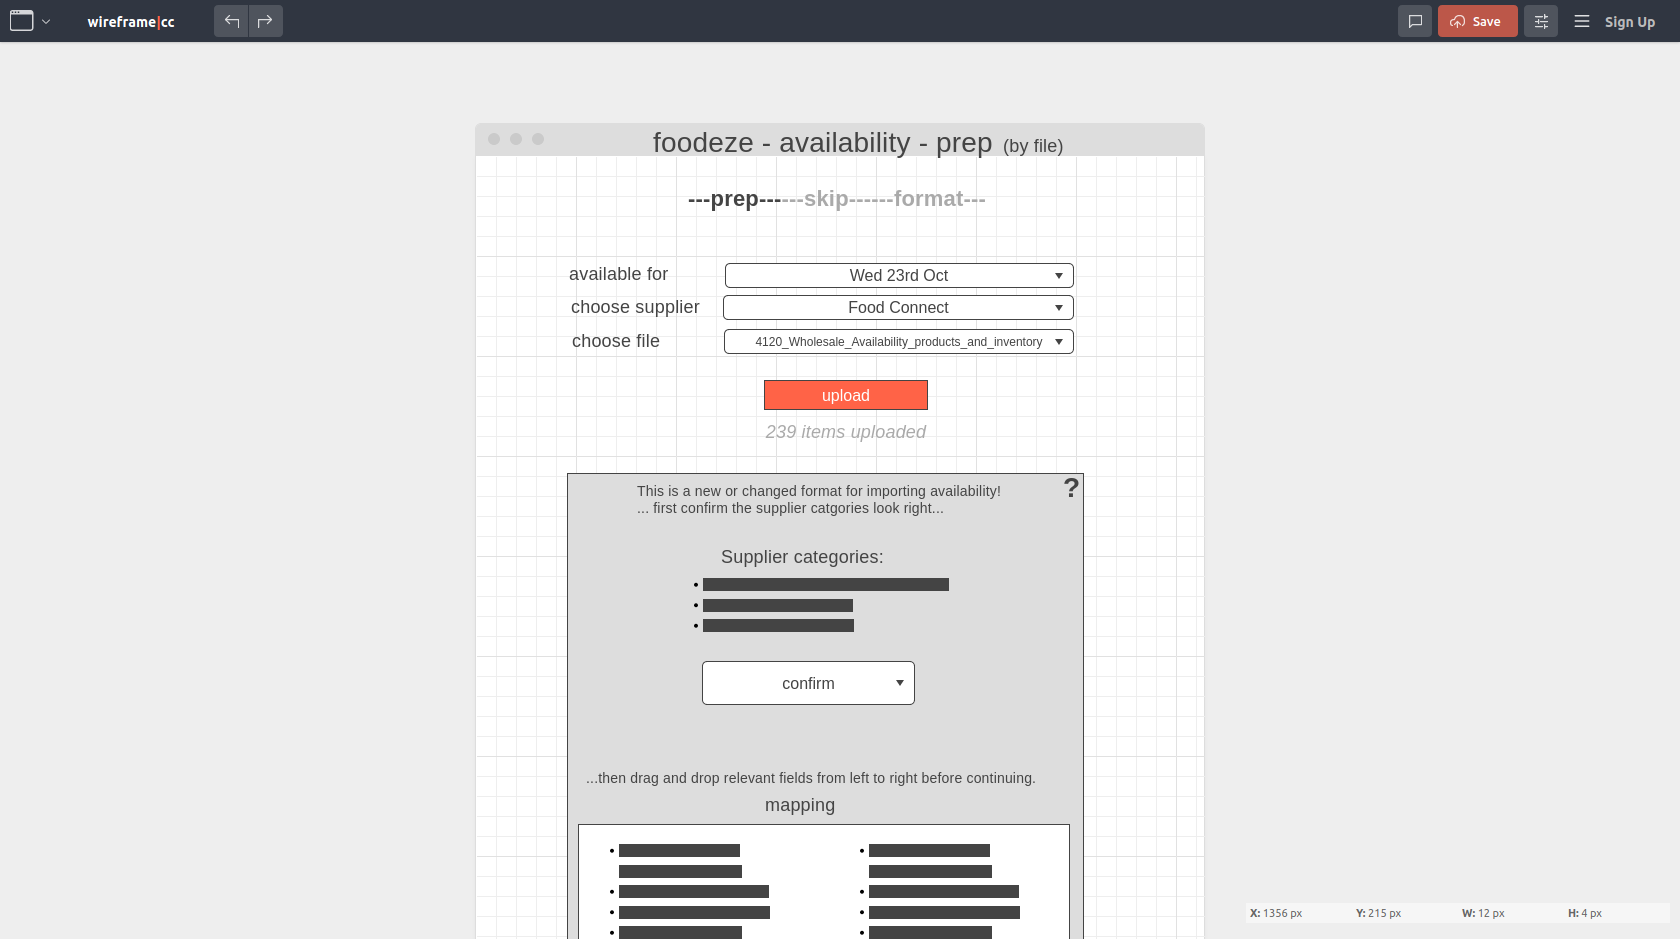 wireframe|cc
Save
Sign Up
foodeze - availability - prep (by file)
---prep------skip------format---
available for
Wed 23rd Oct
choose supplier
Food Connect
choose file
4120_Wholesale_Availability_products_and_inventory
upload
239 items uploaded
?
This is a new or changed format for importing availability!
... first confirm the supplier catgories look right...
Supplier categories:
confirm
...then drag and drop relevant fields from left to right before continuing.
mapping
X: 1356 px Y: 215 px W: 12 px H: 4 px